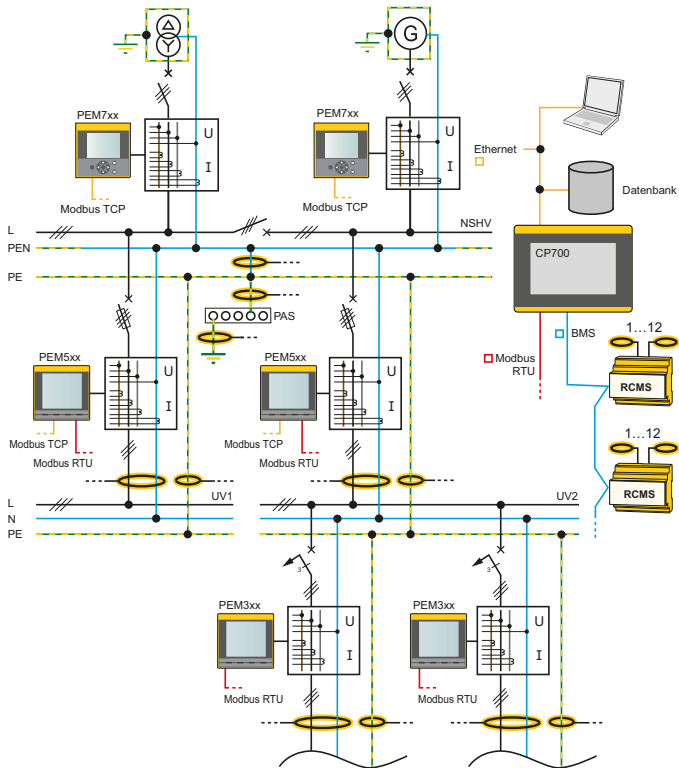 G
PEM7xx
U
I
PEM7xx
U
I
Ethernet
Modbus TCP
Modbus TCP
Datenbank
L
NSHV
PEN
CP700
PE
PAS
BMS
1...12
Modbus
RTU
RCMS
PEM5xx
U
I
PEM5xx
U
I
Modbus TCP
Modbus RTU
Modbus TCP
Modbus RTU
1...12
RCMS
L
UV1
UV2
N
PE
3
3
PEM3xx
U
I
PEM3xx
U
I
Modbus RTU
Modbus RTU